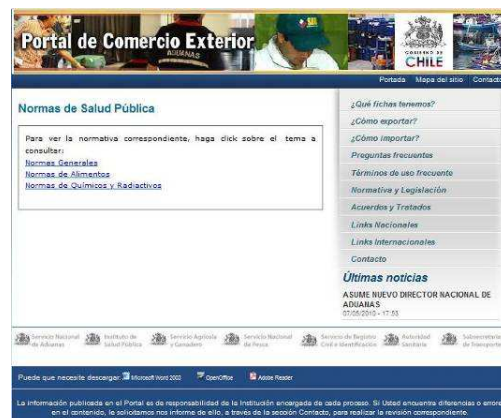 Portal de Comercio Exterior
ADUANAS
GOBIERNO DE
CHILE
Portada Mapa del sitio Contacto
Normas de Salud Pública
Para ver la normativa correspondiente, haga click sobre el tema a
consultar:
Normas Generales
Normas de Alimentos
Normas de Químicos y Radiactivos
¿Qué fichas tenemos?
¿Cómo exportar?
¿Cómo importar?
Preguntas frecuentes
Términos de uso frecuente
Normativa y Legislación
Acuerdos y Tratados
Links Nacionales
Links Internacionales
Contacto
Últimas noticias
ASUME NUEVO DIRECTOR NACIONAL DE
ADUANAS
07/05/2010 - 17:55
Servicio Nacional
de Aduanas
Instituto de
Salud Pública
Servicio Agrícola
y Ganadero
Servicio Nacional
de Pesca
Servicio de Registro
Civil e Identificación
Autoridad
Sanitaria
Subsecretaría
de Transporte
Puede que necesite descargar: Microsoft Word 2003 OpenOffice Adobe Reader
La información publicada en el Portal es de responsabilidad de la Institución encargada de cada proceso. Si Usted encuentra diferencias o errores
en el contenido, le solicitamos nos informe de ello, a través de la sección Contacto, para realizar la revisión correspondiente.